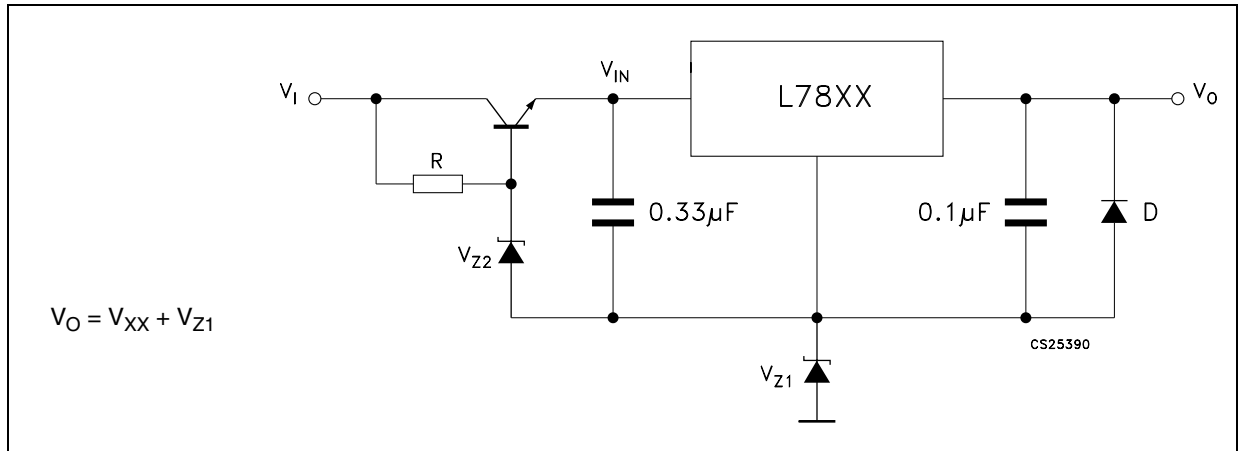 V_IN
V_I
L78XX
V_O
R
0.33µF
0.1µF
D
V_Z2
V_O = V_XX + V_Z1
CS25390
V_Z1